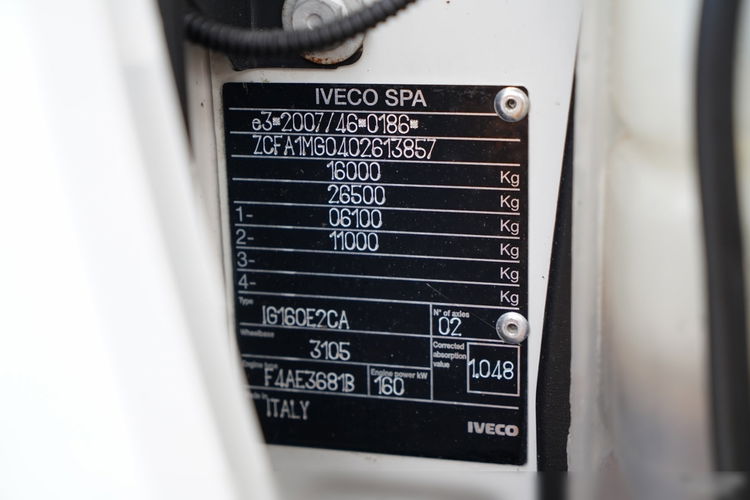 IVECO SPA
e3*2007/46*0186*
ZCFA1MG0402613857
16000 Kg
26500 Kg
1- 06100 Kg
2- 11000 Kg
3- Kg
4- Kg
Type IG160E2CA N° of axles 02
Wheelbase 3105 Corrected absorption value 1.048
Engine F4AE3681B Engine power kW 160
ITALY
IVECO